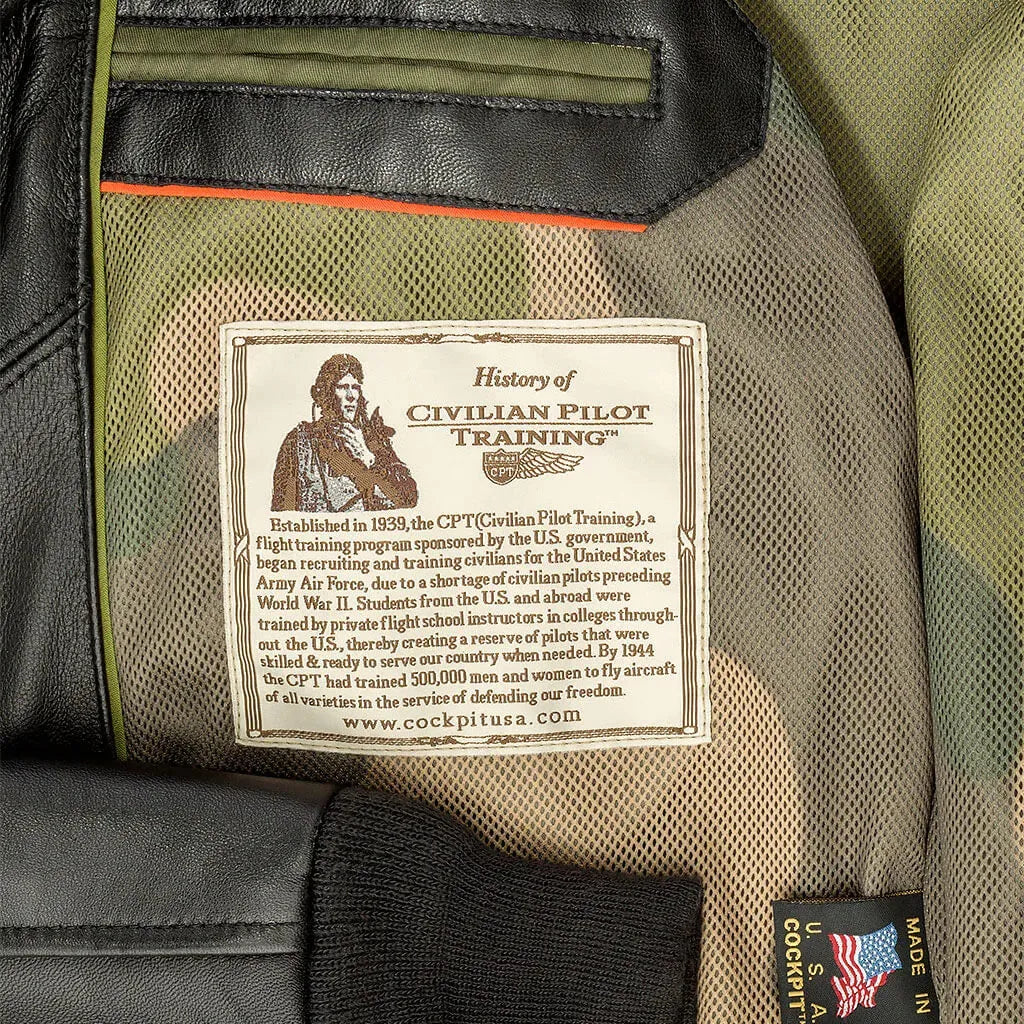 History of
CIVILIAN PILOT
TRAINING™
CPT
Established in 1939, the CPT(Civilian Pilot Training), a
flight training program sponsored by the U.S. government,
began recruiting and training civilians for the United States
Army Air Force, due to a shortage of civilian pilots preceding
World War II. Students from the U.S. and abroad were
trained by private flight school instructors in colleges through-
out the U.S., thereby creating a reserve of pilots that were
skilled & ready to serve our country when needed. By 1944
the CPT had trained 500,000 men and women to fly aircraft
of all varieties in the service of defending our freedom.
www.cockpitusa.com
MADE IN
U. S. A.
COCKPIT™